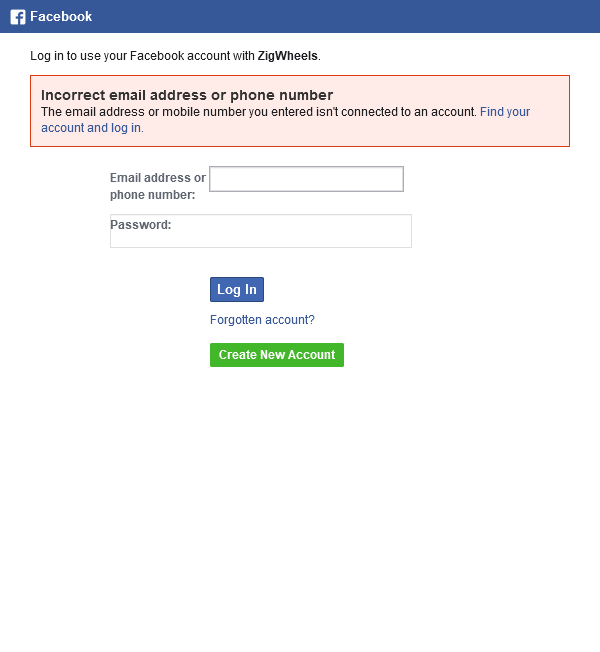 Facebook
Log in to use your Facebook account with ZigWheels.
Incorrect email address or phone number
The email address or mobile number you entered isn't connected to an account. Find your
account and log in.
Email address or
phone number:
Password:
Log In
Forgotten account?
Create New Account